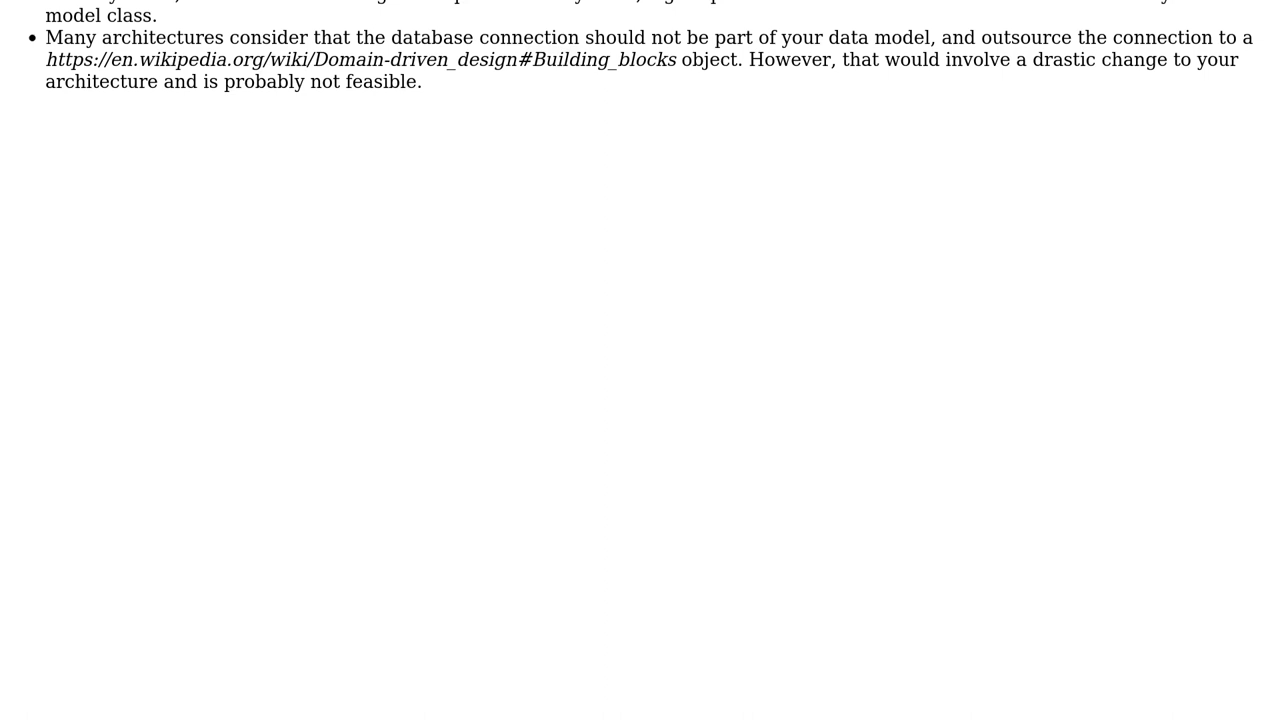 model class.
• Many architectures consider that the database connection should not be part of your data model, and outsource the connection to a
https://en.wikipedia.org/wiki/Domain-driven_design#Building_blocks object. However, that would involve a drastic change to your
architecture and is probably not feasible.